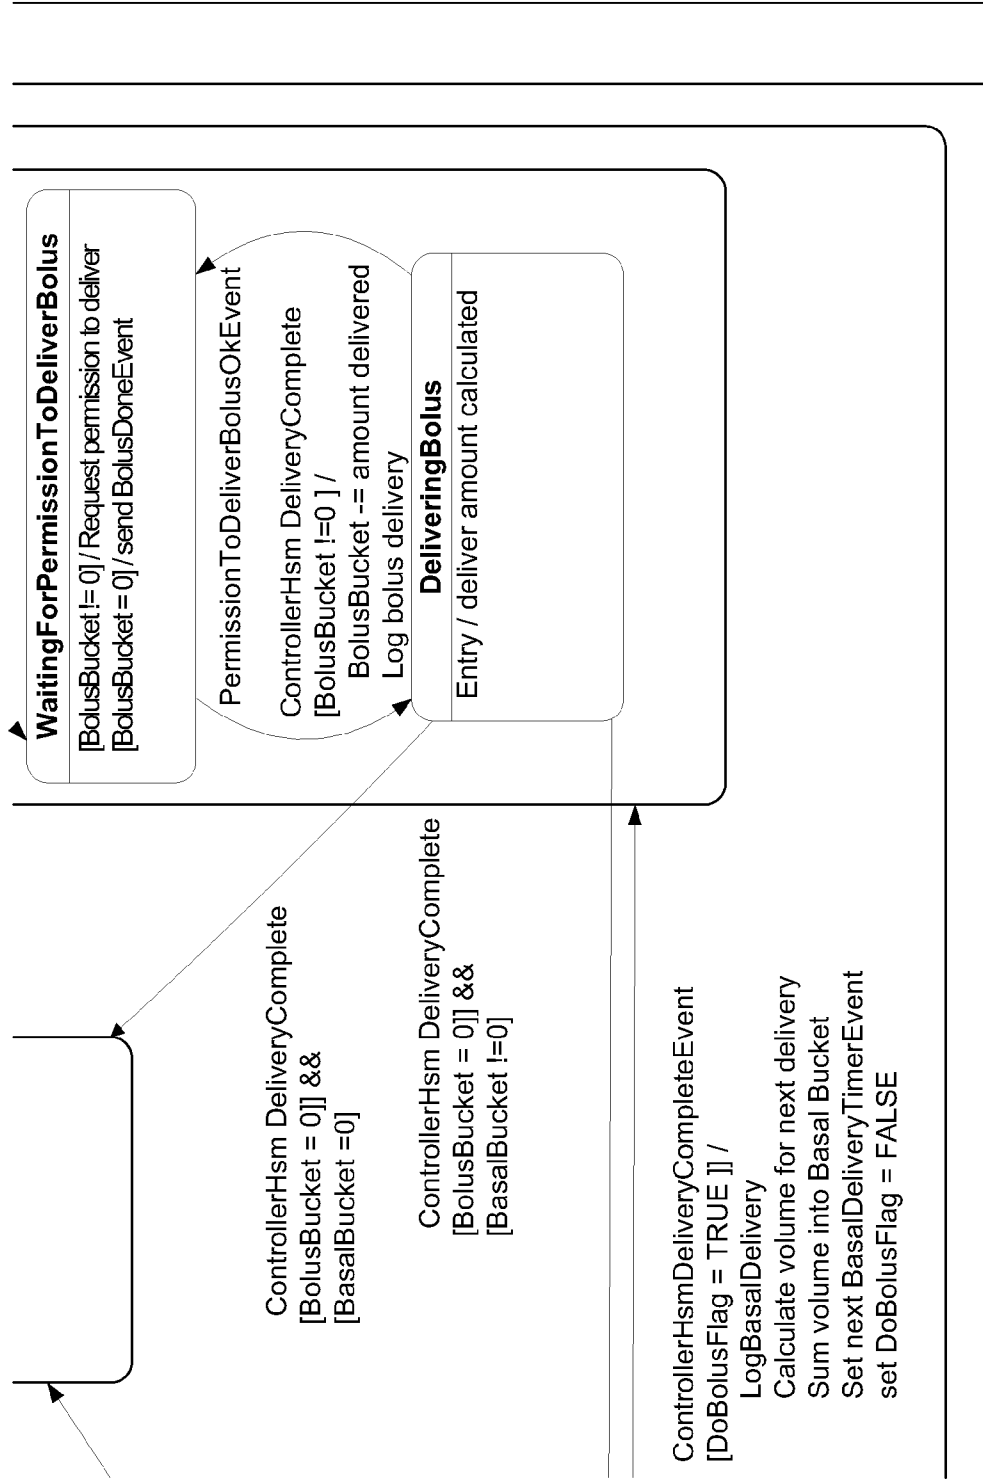 WaitingForPermissionToDeliverBolus
[BolusBucket != 0] / Request permission to deliver
[BolusBucket = 0] / send BolusDoneEvent
PermissionToDeliverBolusOkEvent
ControllerHsm DeliveryComplete
[BolusBucket !=0 ] /
BolusBucket -= amount delivered
Log bolus delivery
DeliveringBolus
Entry / deliver amount calculated
ControllerHsm DeliveryComplete
[BolusBucket = 0]] &&
[BasalBucket =0]
ControllerHsm DeliveryComplete
[BolusBucket = 0]] &&
[BasalBucket !=0]
ControllerHsmDeliveryCompleteEvent
[DoBolusFlag = TRUE ]] /
LogBasalDelivery
Calculate volume for next delivery
Sum volume into Basal Bucket
Set next BasalDeliveryTimerEvent
set DoBolusFlag = FALSE